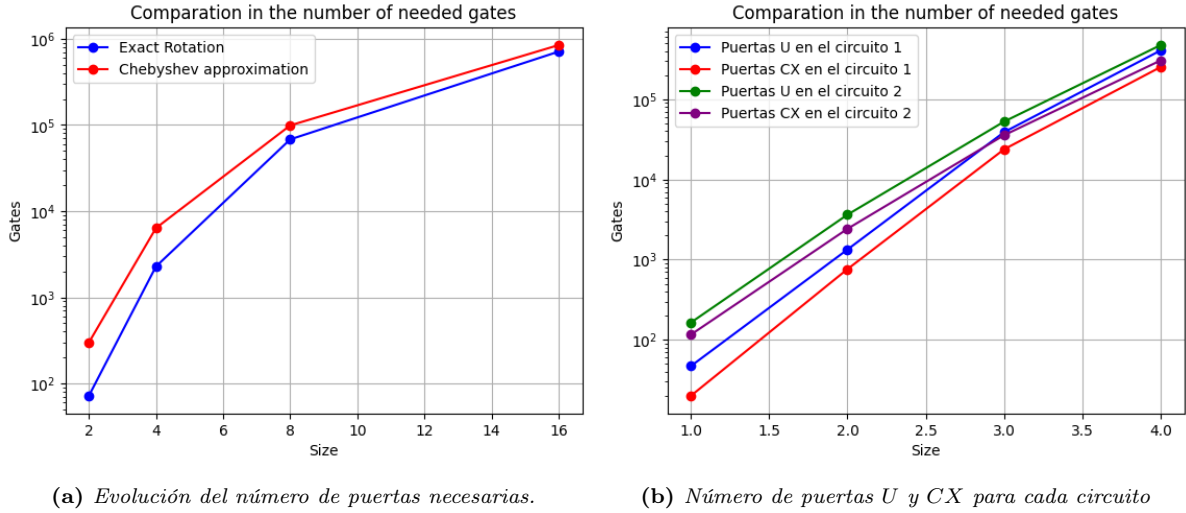 Comparation in the number of needed gates
Exact Rotation
Chebyshev approximation
10^6
10^5
10^4
10^3
10^2
Gates
2 4 6 8 10 12 14 16
Size
(a) Evolución del número de puertas necesarias.
Comparation in the number of needed gates
Puertas U en el circuito 1
Puertas CX en el circuito 1
Puertas U en el circuito 2
Puertas CX en el circuito 2
10^5
10^4
10^3
10^2
Gates
1.0 1.5 2.0 2.5 3.0 3.5 4.0
Size
(b) Número de puertas U y CX para cada circuito